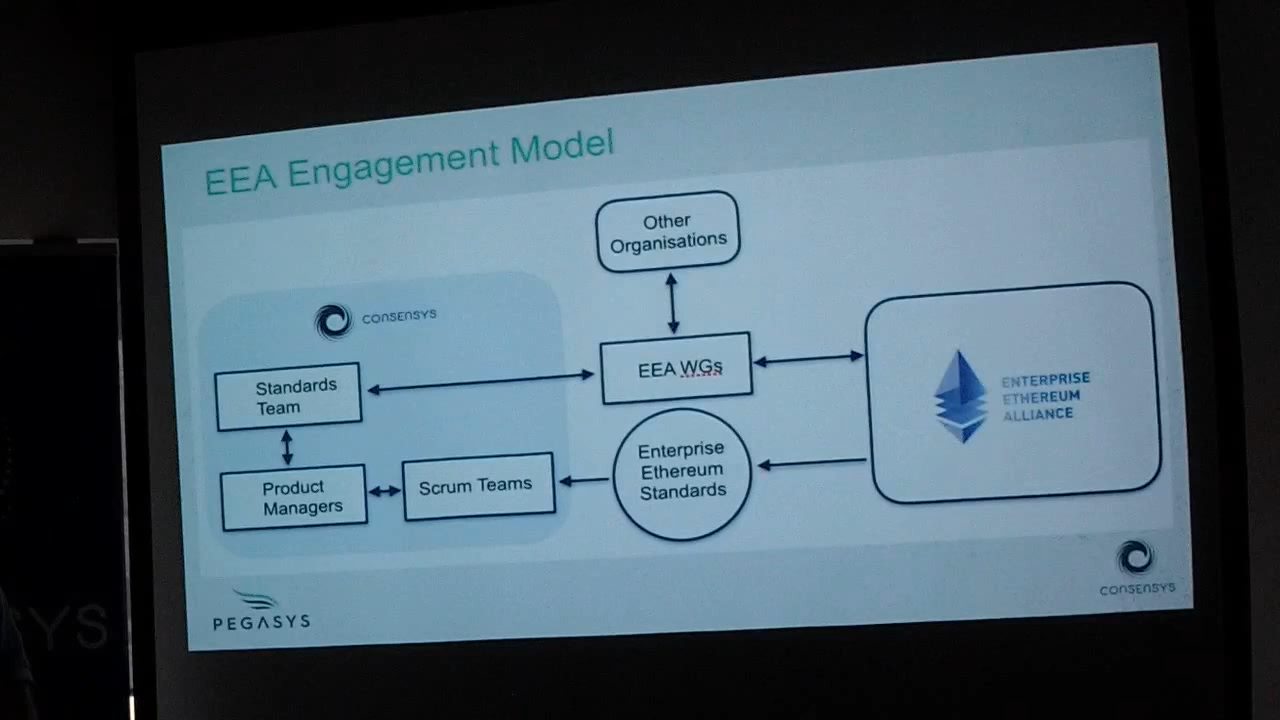 EEA Engagement Model
Other
Organisations
CONSENSYS
EEA WGs
Standards
Team
ENTERPRISE
ETHEREUM
ALLIANCE
Enterprise
Ethereum
Standards
Product
Managers
Scrum Teams
PEGASYS
CONSENSYS
YS